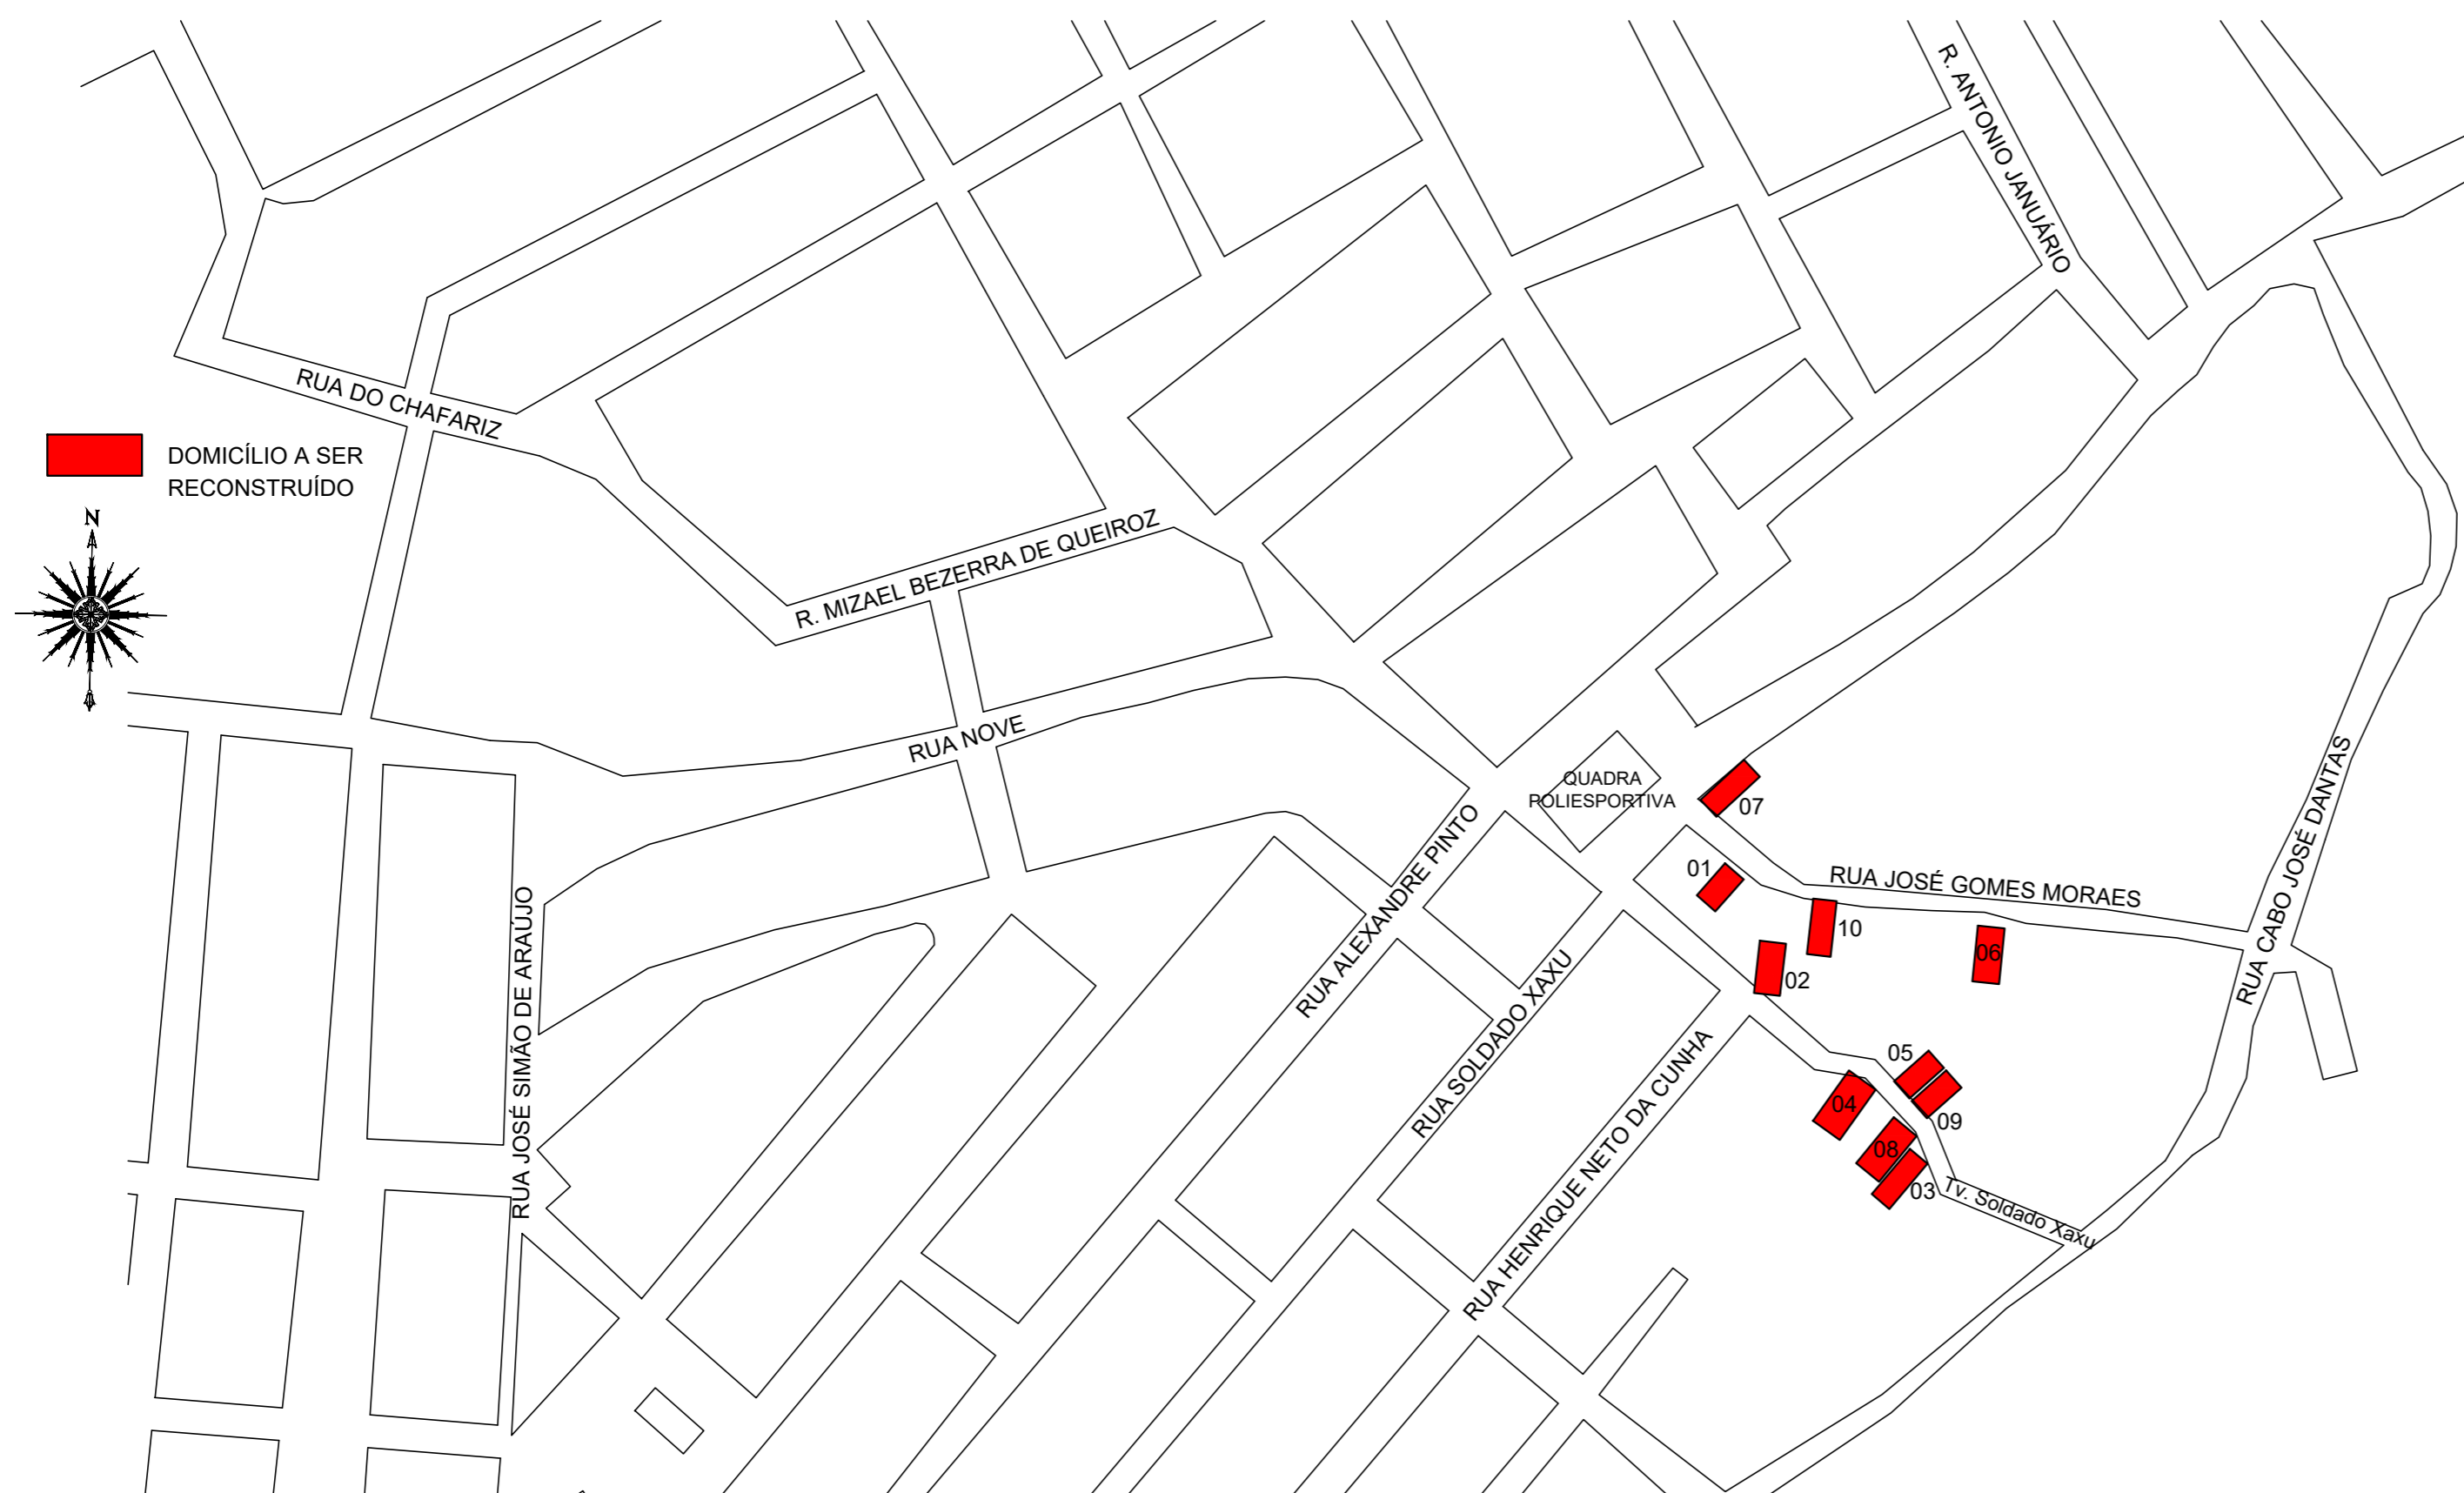 R. ANTONIO JANUÁRIO
RUA DO CHAFARIZ
DOMICÍLIO A SER
RECONSTRUÍDO
N
R. MIZAEL BEZERRA DE QUEIROZ
RUA NOVE
QUADRA
POLIESPORTIVA
07
RUA CABO JOSÉ DANTAS
RUA ALEXANDRE PINTO
01
RUA JOSÉ GOMES MORAES
10
06
02
RUA JOSÉ SIMÃO DE ARAÚJO
RUA SOLDADO XAXU
RUA HENRIQUE NETO DA CUNHA
05
04
09
08
03
Tv. Soldado Xaxu